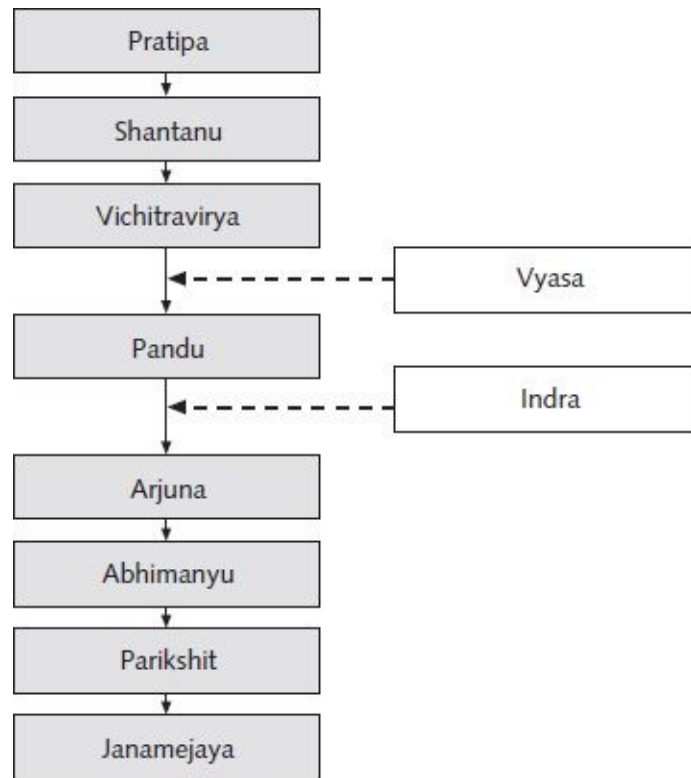 Pratipa
Shantanu
Vichitravirya
Vyasa
Pandu
Indra
Arjuna
Abhimanyu
Parikshit
Janamejaya